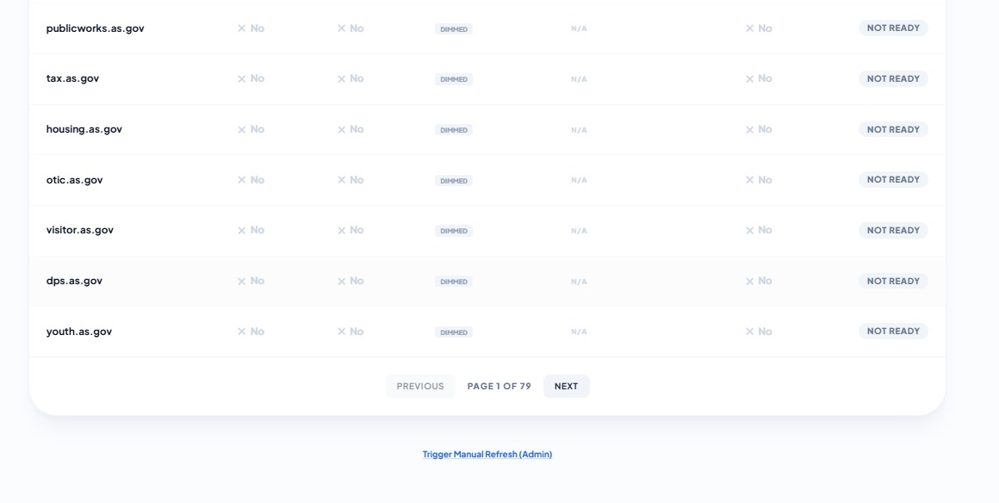 publicworks.as.gov × No × No DIMMED N/A × No NOT READY
tax.as.gov × No × No DIMMED N/A × No NOT READY
housing.as.gov × No × No DIMMED N/A × No NOT READY
otic.as.gov × No × No DIMMED N/A × No NOT READY
visitor.as.gov × No × No DIMMED N/A × No NOT READY
dps.as.gov × No × No DIMMED N/A × No NOT READY
youth.as.gov × No × No DIMMED N/A × No NOT READY
PREVIOUS PAGE 1 OF 79 NEXT
Trigger Manual Refresh (Admin)